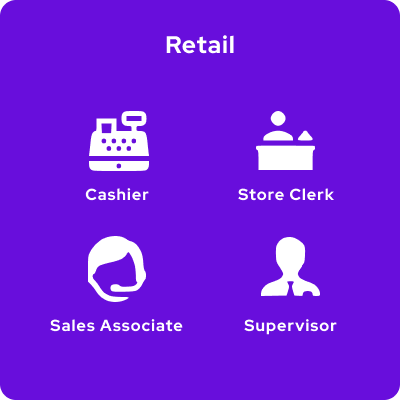 Retail
Cashier
Store Clerk
Sales Associate
Supervisor